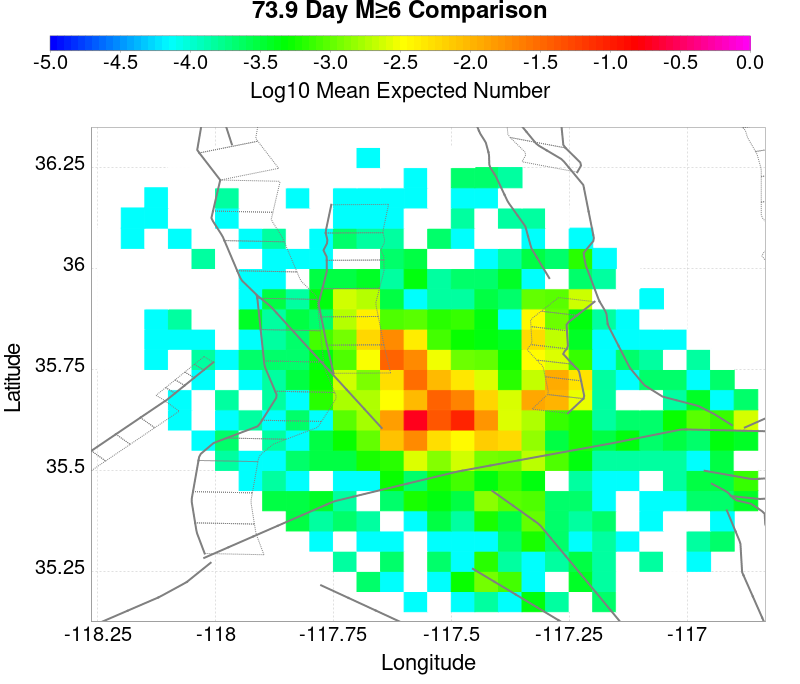 73.9 Day M≥6 Comparison
-5.0 -4.5 -4.0 -3.5 -3.0 -2.5 -2.0 -1.5 -1.0 -0.5 0.0
Log10 Mean Expected Number
36.25
36
35.75
35.5
35.25
Latitude
-118.25 -118 -117.75 -117.5 -117.25 -117
Longitude